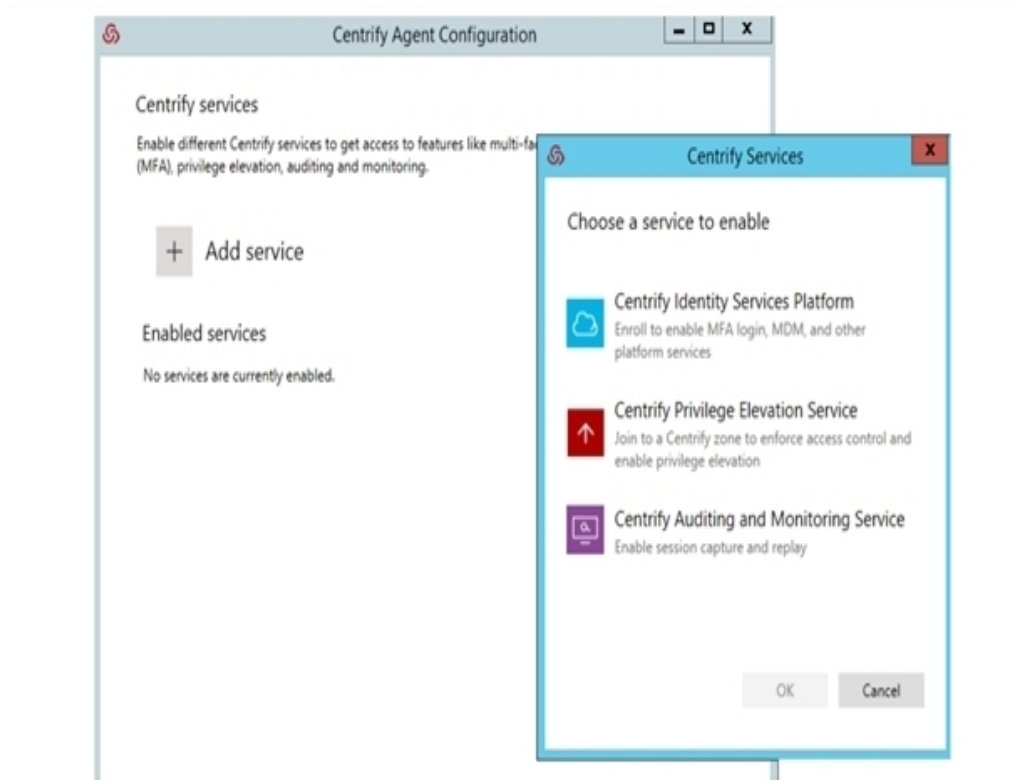 Centrify Agent Configuration
Centrify services
Enable different Centrify services to get access to features like multi-fa
(MFA), privilege elevation, auditing and monitoring.
+ Add service
Enabled services
No services are currently enabled.
Centrify Services
Choose a service to enable
Centrify Identity Services Platform
Enroll to enable MFA login, MDM, and other
platform services
Centrify Privilege Elevation Service
Join to a Centrify zone to enforce access control and
enable privilege elevation
Centrify Auditing and Monitoring Service
Enable session capture and replay
OK Cancel